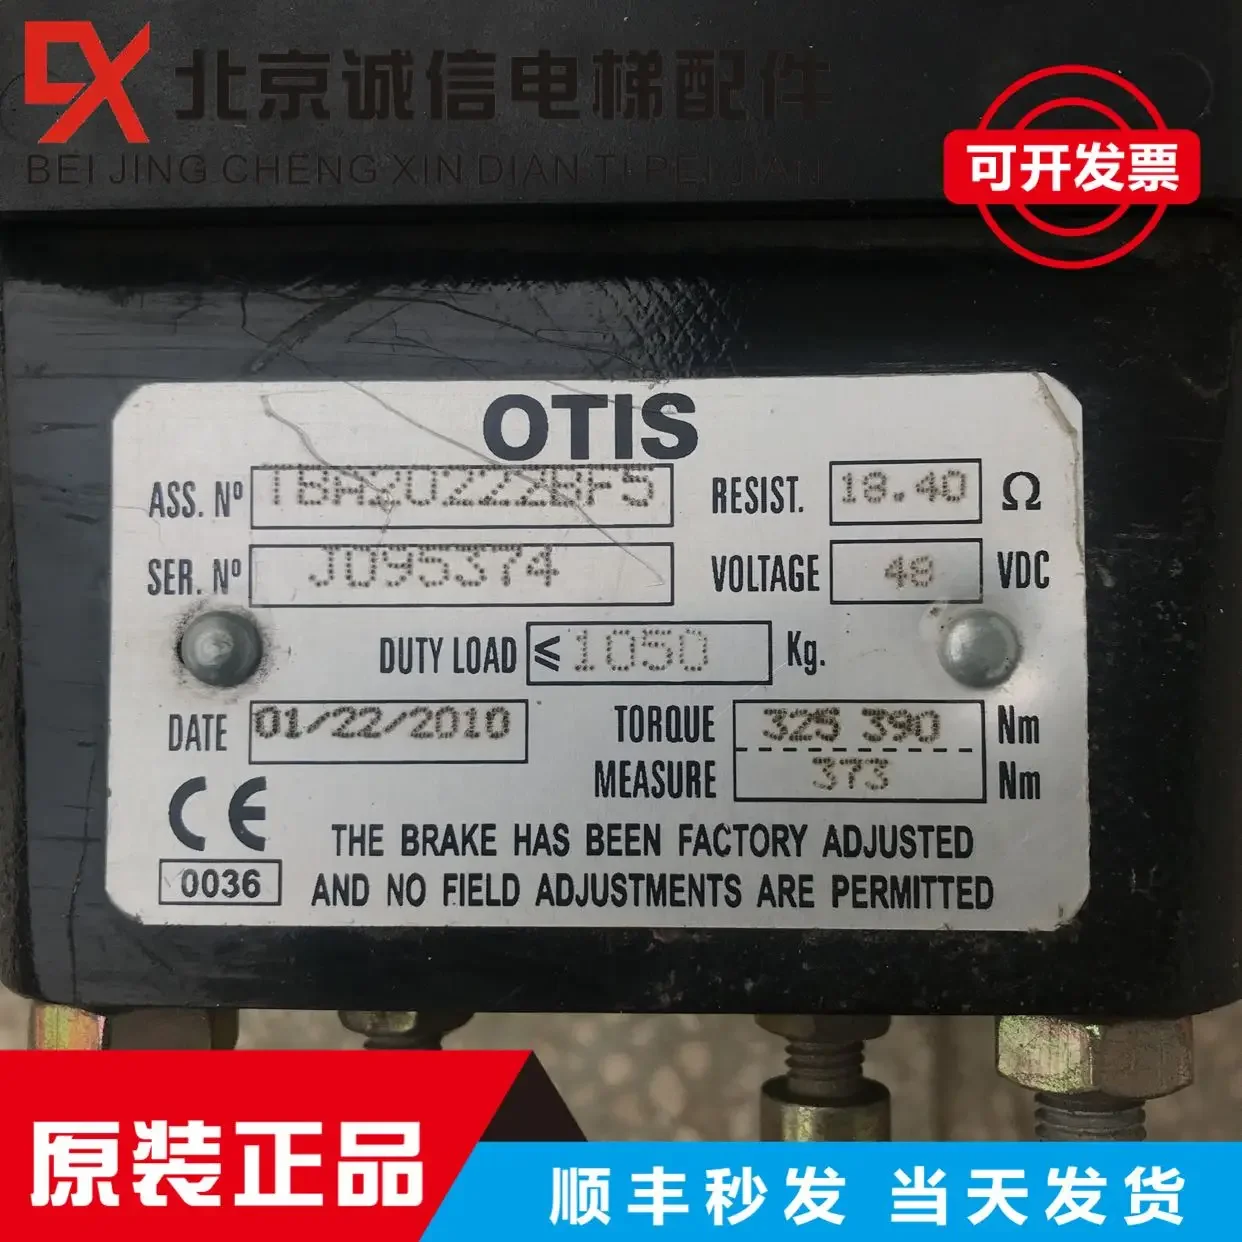 CX 北京诚信电梯配件
BEI JING CHENG XIN DIAN TI PEI JIAN
可开发票
OTIS
ASS. Nº TBA20222BF5 RESIST. 18.40 Ω
SER. Nº J095374 VOLTAGE 48 VDC
DUTY LOAD ≤ 1050 Kg.
DATE 01/22/2010 TORQUE 325 390 Nm
MEASURE 373 Nm
CE
0036
THE BRAKE HAS BEEN FACTORY ADJUSTED
AND NO FIELD ADJUSTMENTS ARE PERMITTED
原装正品
顺丰秒发 当天发货